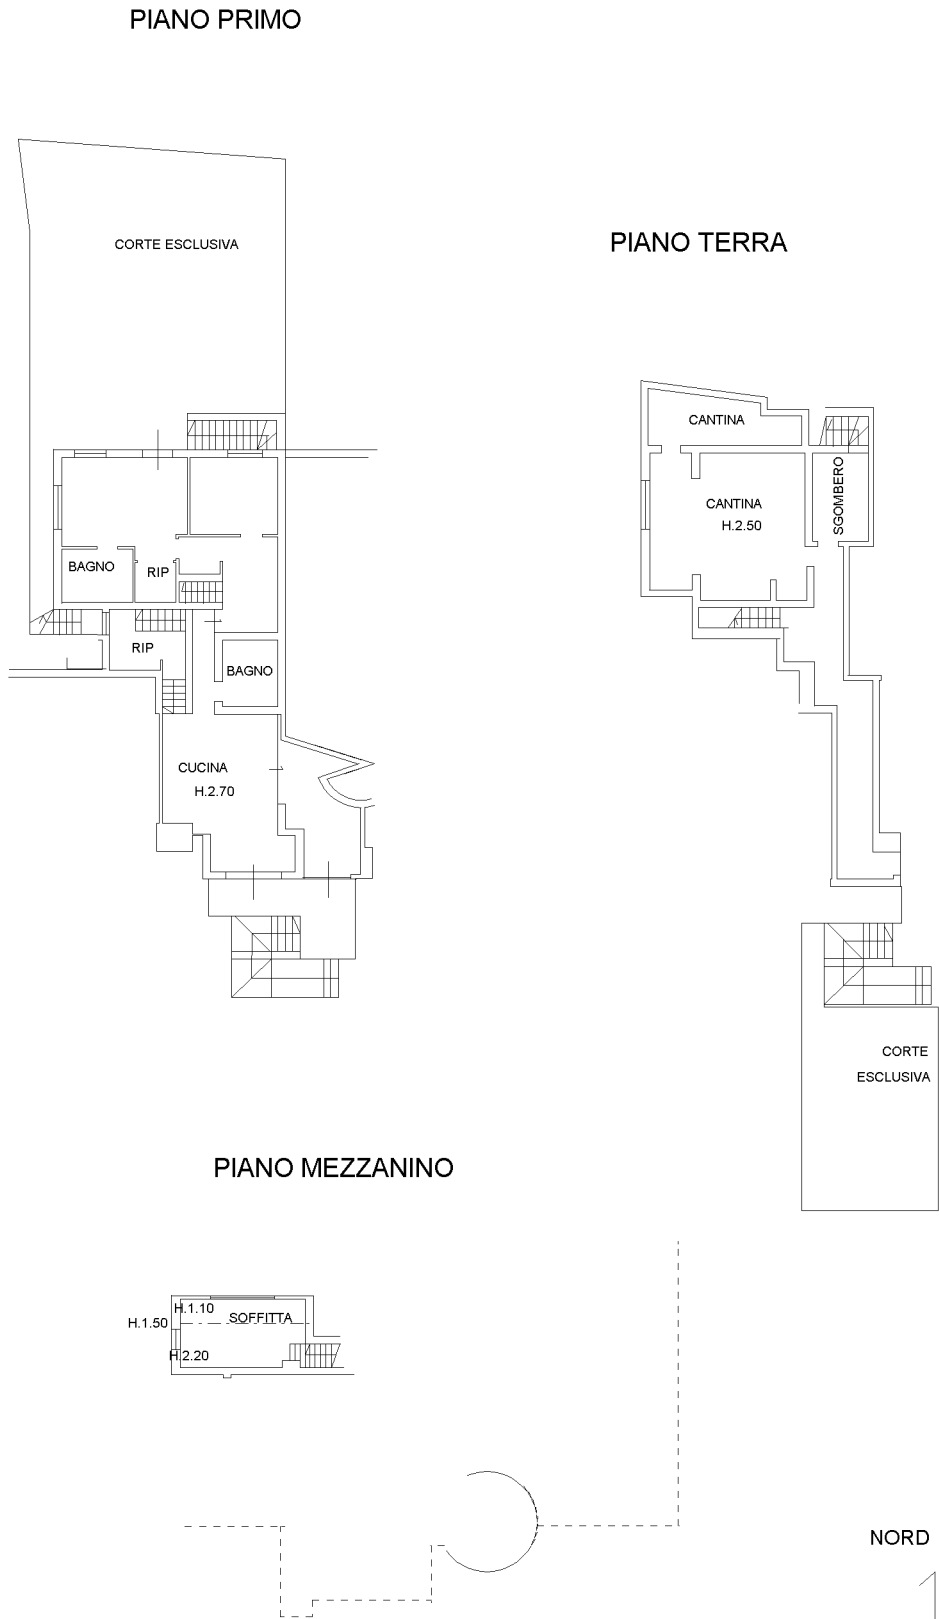 PIANO PRIMO
CORTE ESCLUSIVA
BAGNO
RIP
RIP
BAGNO
CUCINA
H.2.70
PIANO TERRA
CANTINA
CANTINA
H.2.50
SGOMBERO
CORTE
ESCLUSIVA
PIANO MEZZANINO
H.1.10
SOFFITTA
H.1.50
H.2.20
NORD